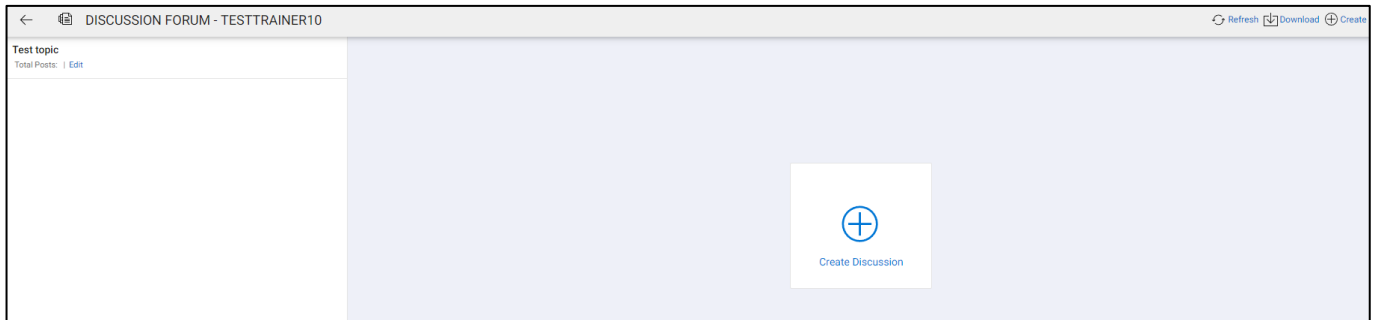 DISCUSSION FORUM - TESTTRAINER10
Refresh Download Create
Test topic
Total Posts: | Edit
Create Discussion